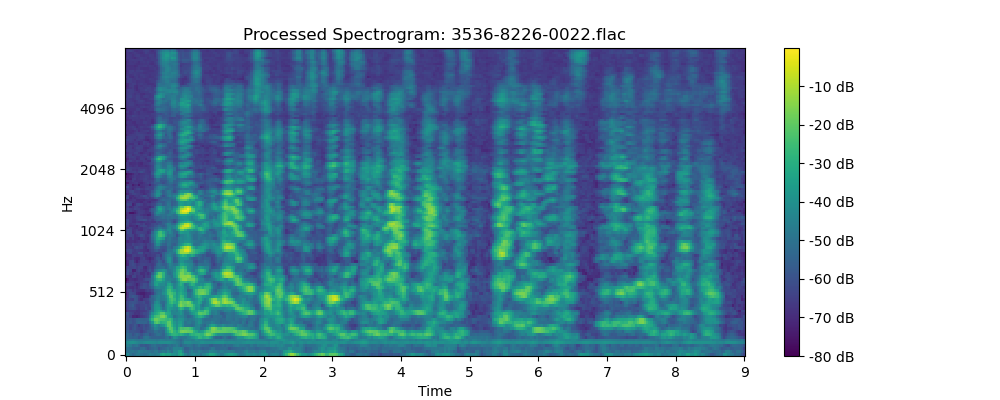 Processed Spectrogram: 3536-8226-0022.flac
Hz
4096
2048
1024
512
0
0 1 2 3 4 5 6 7 8 9
Time
-10 dB
-20 dB
-30 dB
-40 dB
-50 dB
-60 dB
-70 dB
-80 dB